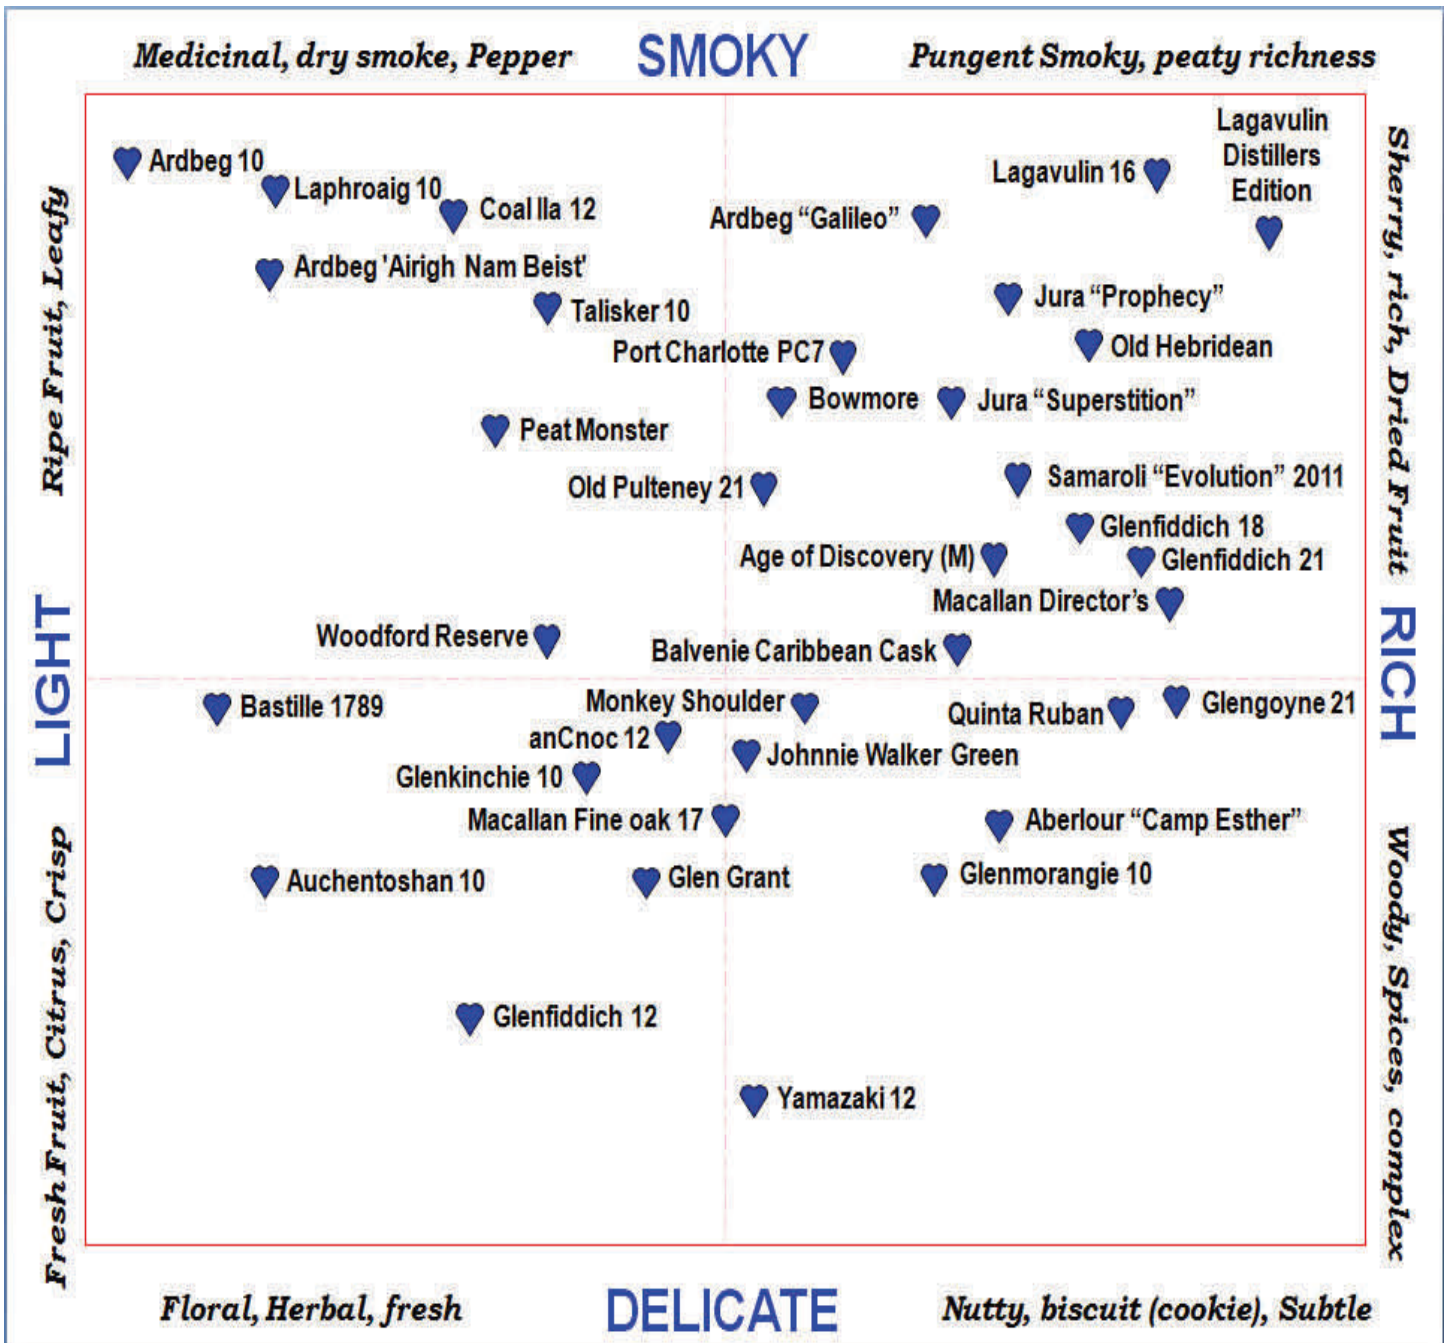 Medicinal, dry smoke, Pepper
SMOKY
Pungent Smoky, peaty richness
Ripe Fruit, Leafy
LIGHT
Fresh Fruit, Citrus, Crisp
Sherry, rich, Dried Fruit
RICH
Woody, Spices, complex
Ardbeg 10
Laphroaig 10
Coal Ila 12
Ardbeg 'Airigh Nam Beist'
Talisker 10
Peat Monster
Woodford Reserve
Lagavulin
Distillers
Edition
Lagavulin 16
Ardbeg “Galileo”
Jura “Prophecy”
Old Hebridean
Port Charlotte PC7
Bowmore
Jura “Superstition”
Old Pulteney 21
Samaroli “Evolution” 2011
Glenfiddich 18
Age of Discovery (M)
Glenfiddich 21
Macallan Director’s
Balvenie Caribbean Cask
Bastille 1789
Monkey Shoulder
anCnoc 12
Glenkinchie 10
Macallan Fine oak 17
Auchentoshan 10
Glen Grant
Glenfiddich 12
Quinta Ruban
Glengoyne 21
Johnnie Walker Green
Aberlour “Camp Esther”
Glenmorangie 10
Yamazaki 12
Floral, Herbal, fresh
DELICATE
Nutty, biscuit (cookie), Subtle